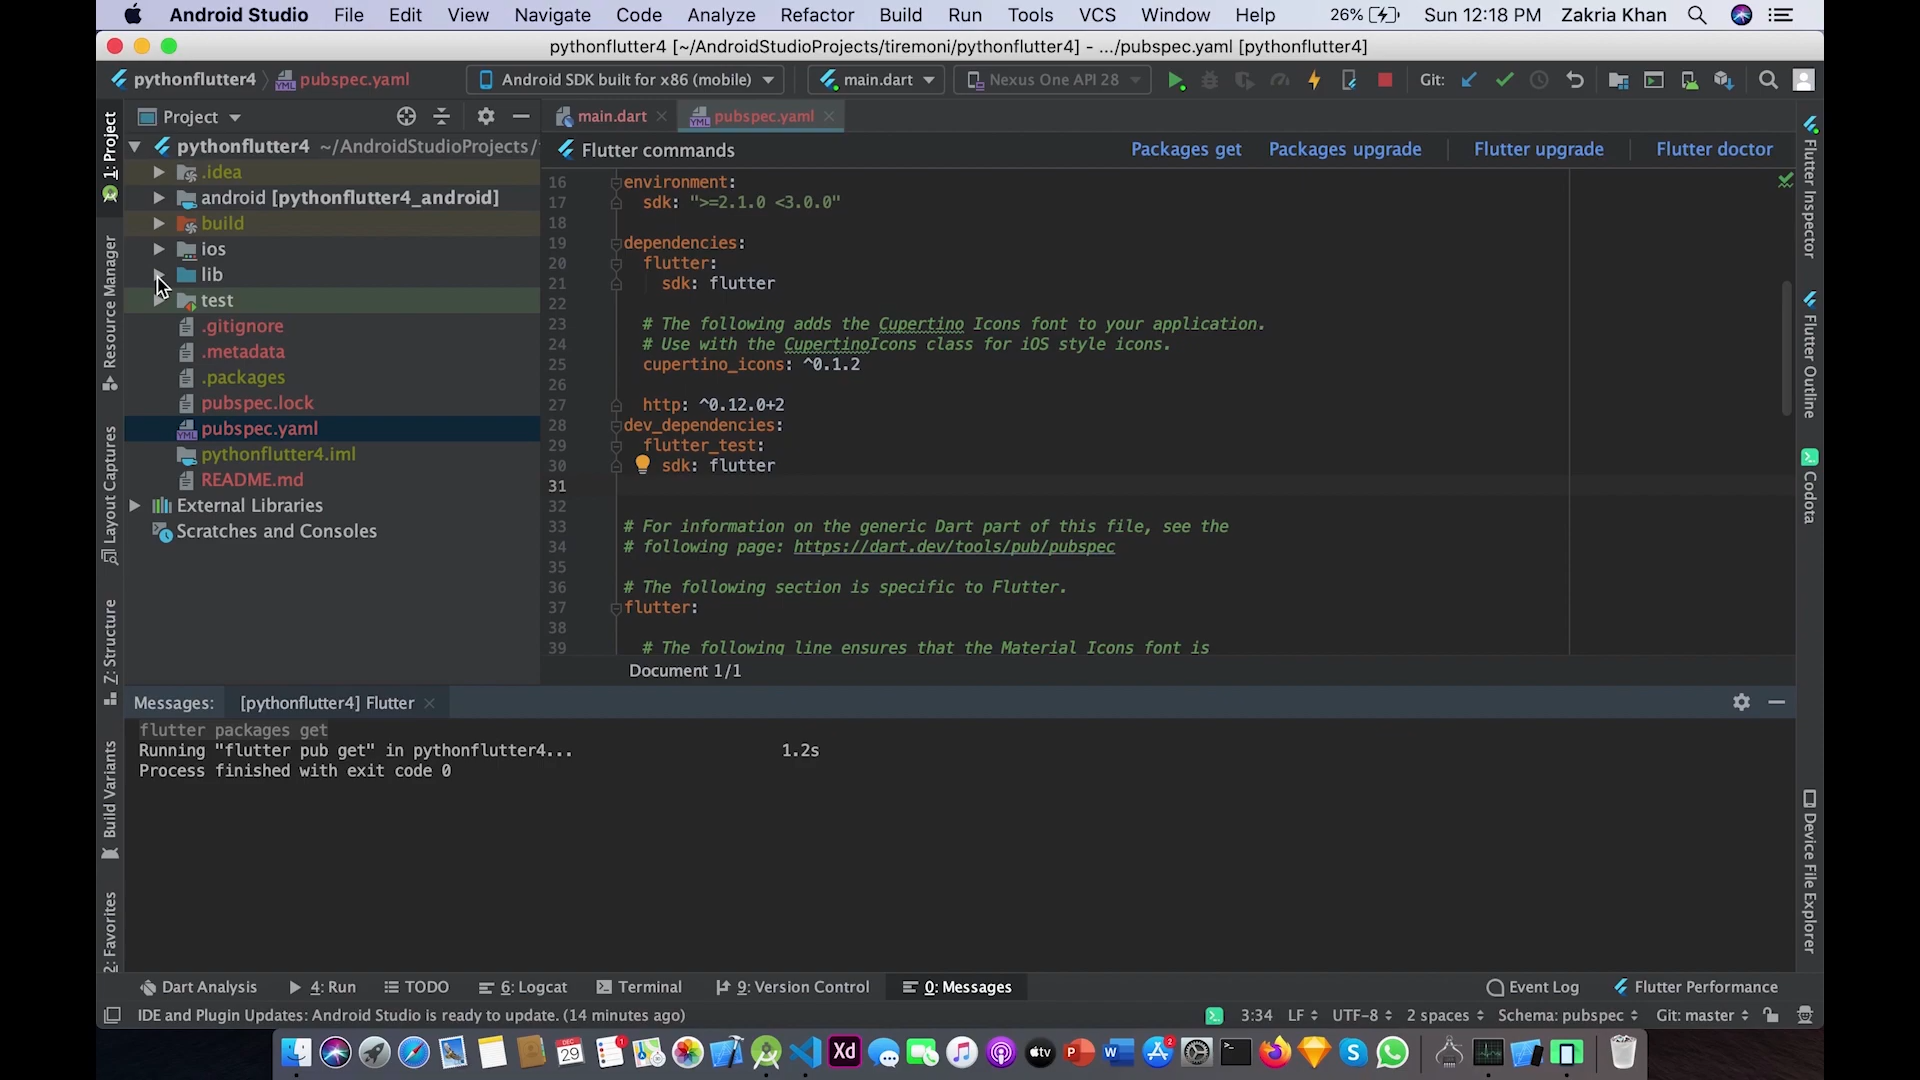 Android Studio File Edit View Navigate Code Analyze Refactor Build Run Tools VCS Window Help 26% Sun 12:18 PM Zakria Khan
pythonflutter4 [~/AndroidStudioProjects/tiremoni/pythonflutter4] - .../pubspec.yaml [pythonflutter4]
pythonflutter4 pubspec.yaml Android SDK built for x86 (mobile) main.dart Nexus One API 28 Git:
Project main.dart pubspec.yaml
pythonflutter4 ~/AndroidStudioProjects/
.idea
android [pythonflutter4_android]
build
ios
lib
test
.gitignore
.metadata
.packages
pubspec.lock
pubspec.yaml
pythonflutter4.iml
README.md
External Libraries
Scratches and Consoles
Flutter commands Packages get Packages upgrade Flutter upgrade Flutter doctor
16 environment:
17 sdk: ">=2.1.0 <3.0.0"
18
19 dependencies:
20 flutter:
21 sdk: flutter
22
23 # The following adds the Cupertino Icons font to your application.
24 # Use with the CupertinoIcons class for iOS style icons.
25 cupertino_icons: ^0.1.2
26
27 http: ^0.12.0+2
28 dev_dependencies:
29 flutter_test:
30 sdk: flutter
31
32
33 # For information on the generic Dart part of this file, see the
34 # following page: https://dart.dev/tools/pub/pubspec
35
36 # The following section is specific to Flutter.
37 flutter:
38
39 # The following line ensures that the Material Icons font is
Document 1/1
1: Project
Resource Manager
Layout Captures
Z: Structure
Build Variants
2: Favorites
Flutter Inspector
Flutter Outline
Codota
Device File Explorer
Messages: [pythonflutter4] Flutter
flutter packages get
Running "flutter pub get" in pythonflutter4... 1.2s
Process finished with exit code 0
Dart Analysis 4: Run TODO 6: Logcat Terminal 9: Version Control 0: Messages Event Log Flutter Performance
IDE and Plugin Updates: Android Studio is ready to update. (14 minutes ago) 3:34 LF UTF-8 2 spaces Schema: pubspec Git: master
DEC
29
1
Xd
tv
P
W
2
S